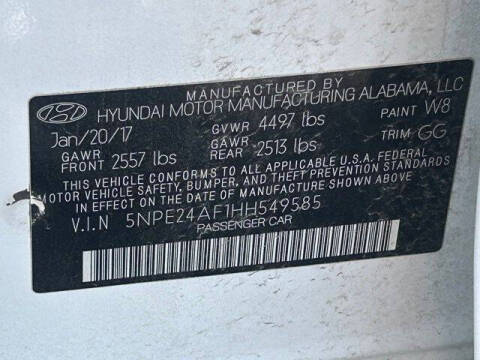 MANUFACTURED BY
HYUNDAI MOTOR MANUFACTURING ALABAMA, LLC
Jan/20/17 GVWR 4497 lbs PAINT W8
GAWR FRONT 2557 lbs GAWR REAR 2513 lbs TRIM GG
THIS VEHICLE CONFORMS TO ALL APPLICABLE U.S.A. FEDERAL
MOTOR VEHICLE SAFETY, BUMPER, AND THEFT PREVENTION STANDARDS
IN EFFECT ON THE DATE OF MANUFACTURE SHOWN ABOVE.
V.I.N 5NPE24AF1HH549585
PASSENGER CAR